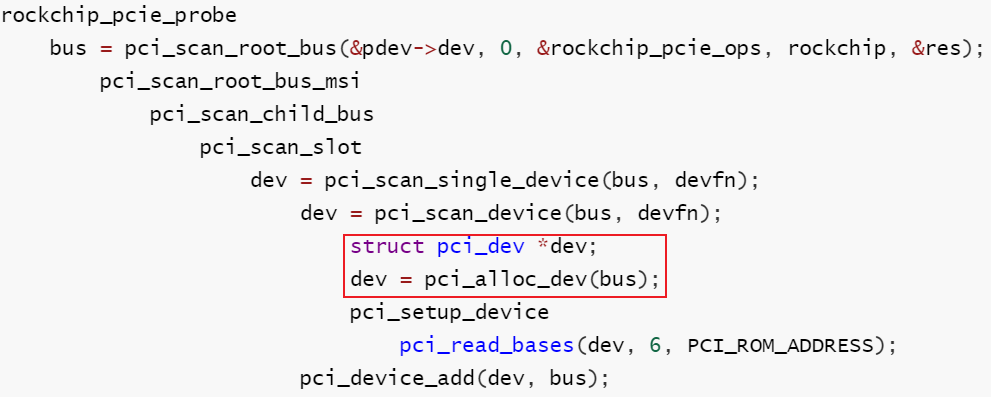 rockchip_pcie_probe
bus = pci_scan_root_bus(&pdev->dev, 0, &rockchip_pcie_ops, rockchip, &res);
pci_scan_root_bus_msi
pci_scan_child_bus
pci_scan_slot
dev = pci_scan_single_device(bus, devfn);
dev = pci_scan_device(bus, devfn);
struct pci_dev *dev;
dev = pci_alloc_dev(bus);
pci_setup_device
pci_read_bases(dev, 6, PCI_ROM_ADDRESS);
pci_device_add(dev, bus);